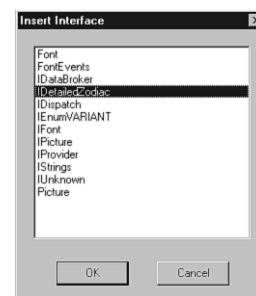 Insert Interface
Font
FontEvents
IDataBroker
IDetailedZodiac
IDispatch
IEnumVARIANT
IFont
IPicture
IProvider
IStrings
IUnknown
Picture
OK
Cancel